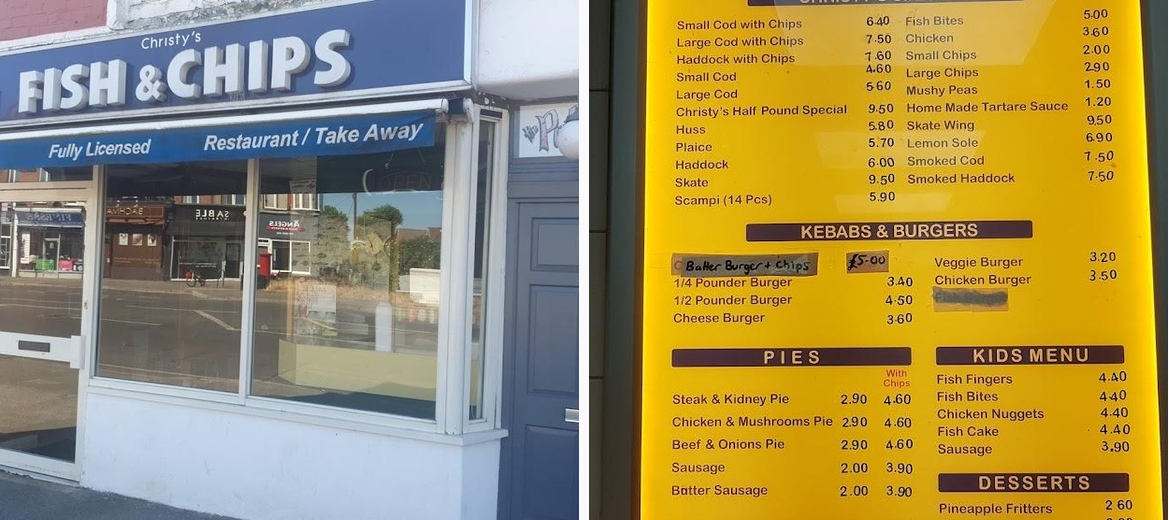 Christy's
FISH & CHIPS
Fully Licensed Restaurant / Take Away
SABLE
ANGELS
Small Cod with Chips 6.40
Large Cod with Chips 7.50
Haddock with Chips 7.60
Small Cod 4.60
Large Cod 5.60
Christy's Half Pound Special 9.50
Huss 5.80
Plaice 5.70
Haddock 6.00
Skate 9.50
Scampi (14 Pcs) 5.90
Fish Bites 5.00
Chicken 3.60
Small Chips 2.00
Large Chips 2.90
Mushy Peas 1.50
Home Made Tartare Sauce 1.20
Skate Wing 9.50
Lemon Sole 6.90
Smoked Cod 7.50
Smoked Haddock 7.50
KEBABS & BURGERS
Batter Burger + Chips £5.00
1/4 Pounder Burger 3.40
1/2 Pounder Burger 4.50
Cheese Burger 3.60
Veggie Burger 3.20
Chicken Burger 3.50
PIES
With
Chips
Steak & Kidney Pie 2.90 4.60
Chicken & Mushrooms Pie 2.90 4.60
Beef & Onions Pie 2.90 4.60
Sausage 2.00 3.90
Batter Sausage 2.00 3.90
KIDS MENU
Fish Fingers 4.40
Fish Bites 4.40
Chicken Nuggets 4.40
Fish Cake 4.40
Sausage 3.90
DESSERTS
Pineapple Fritters 2.60